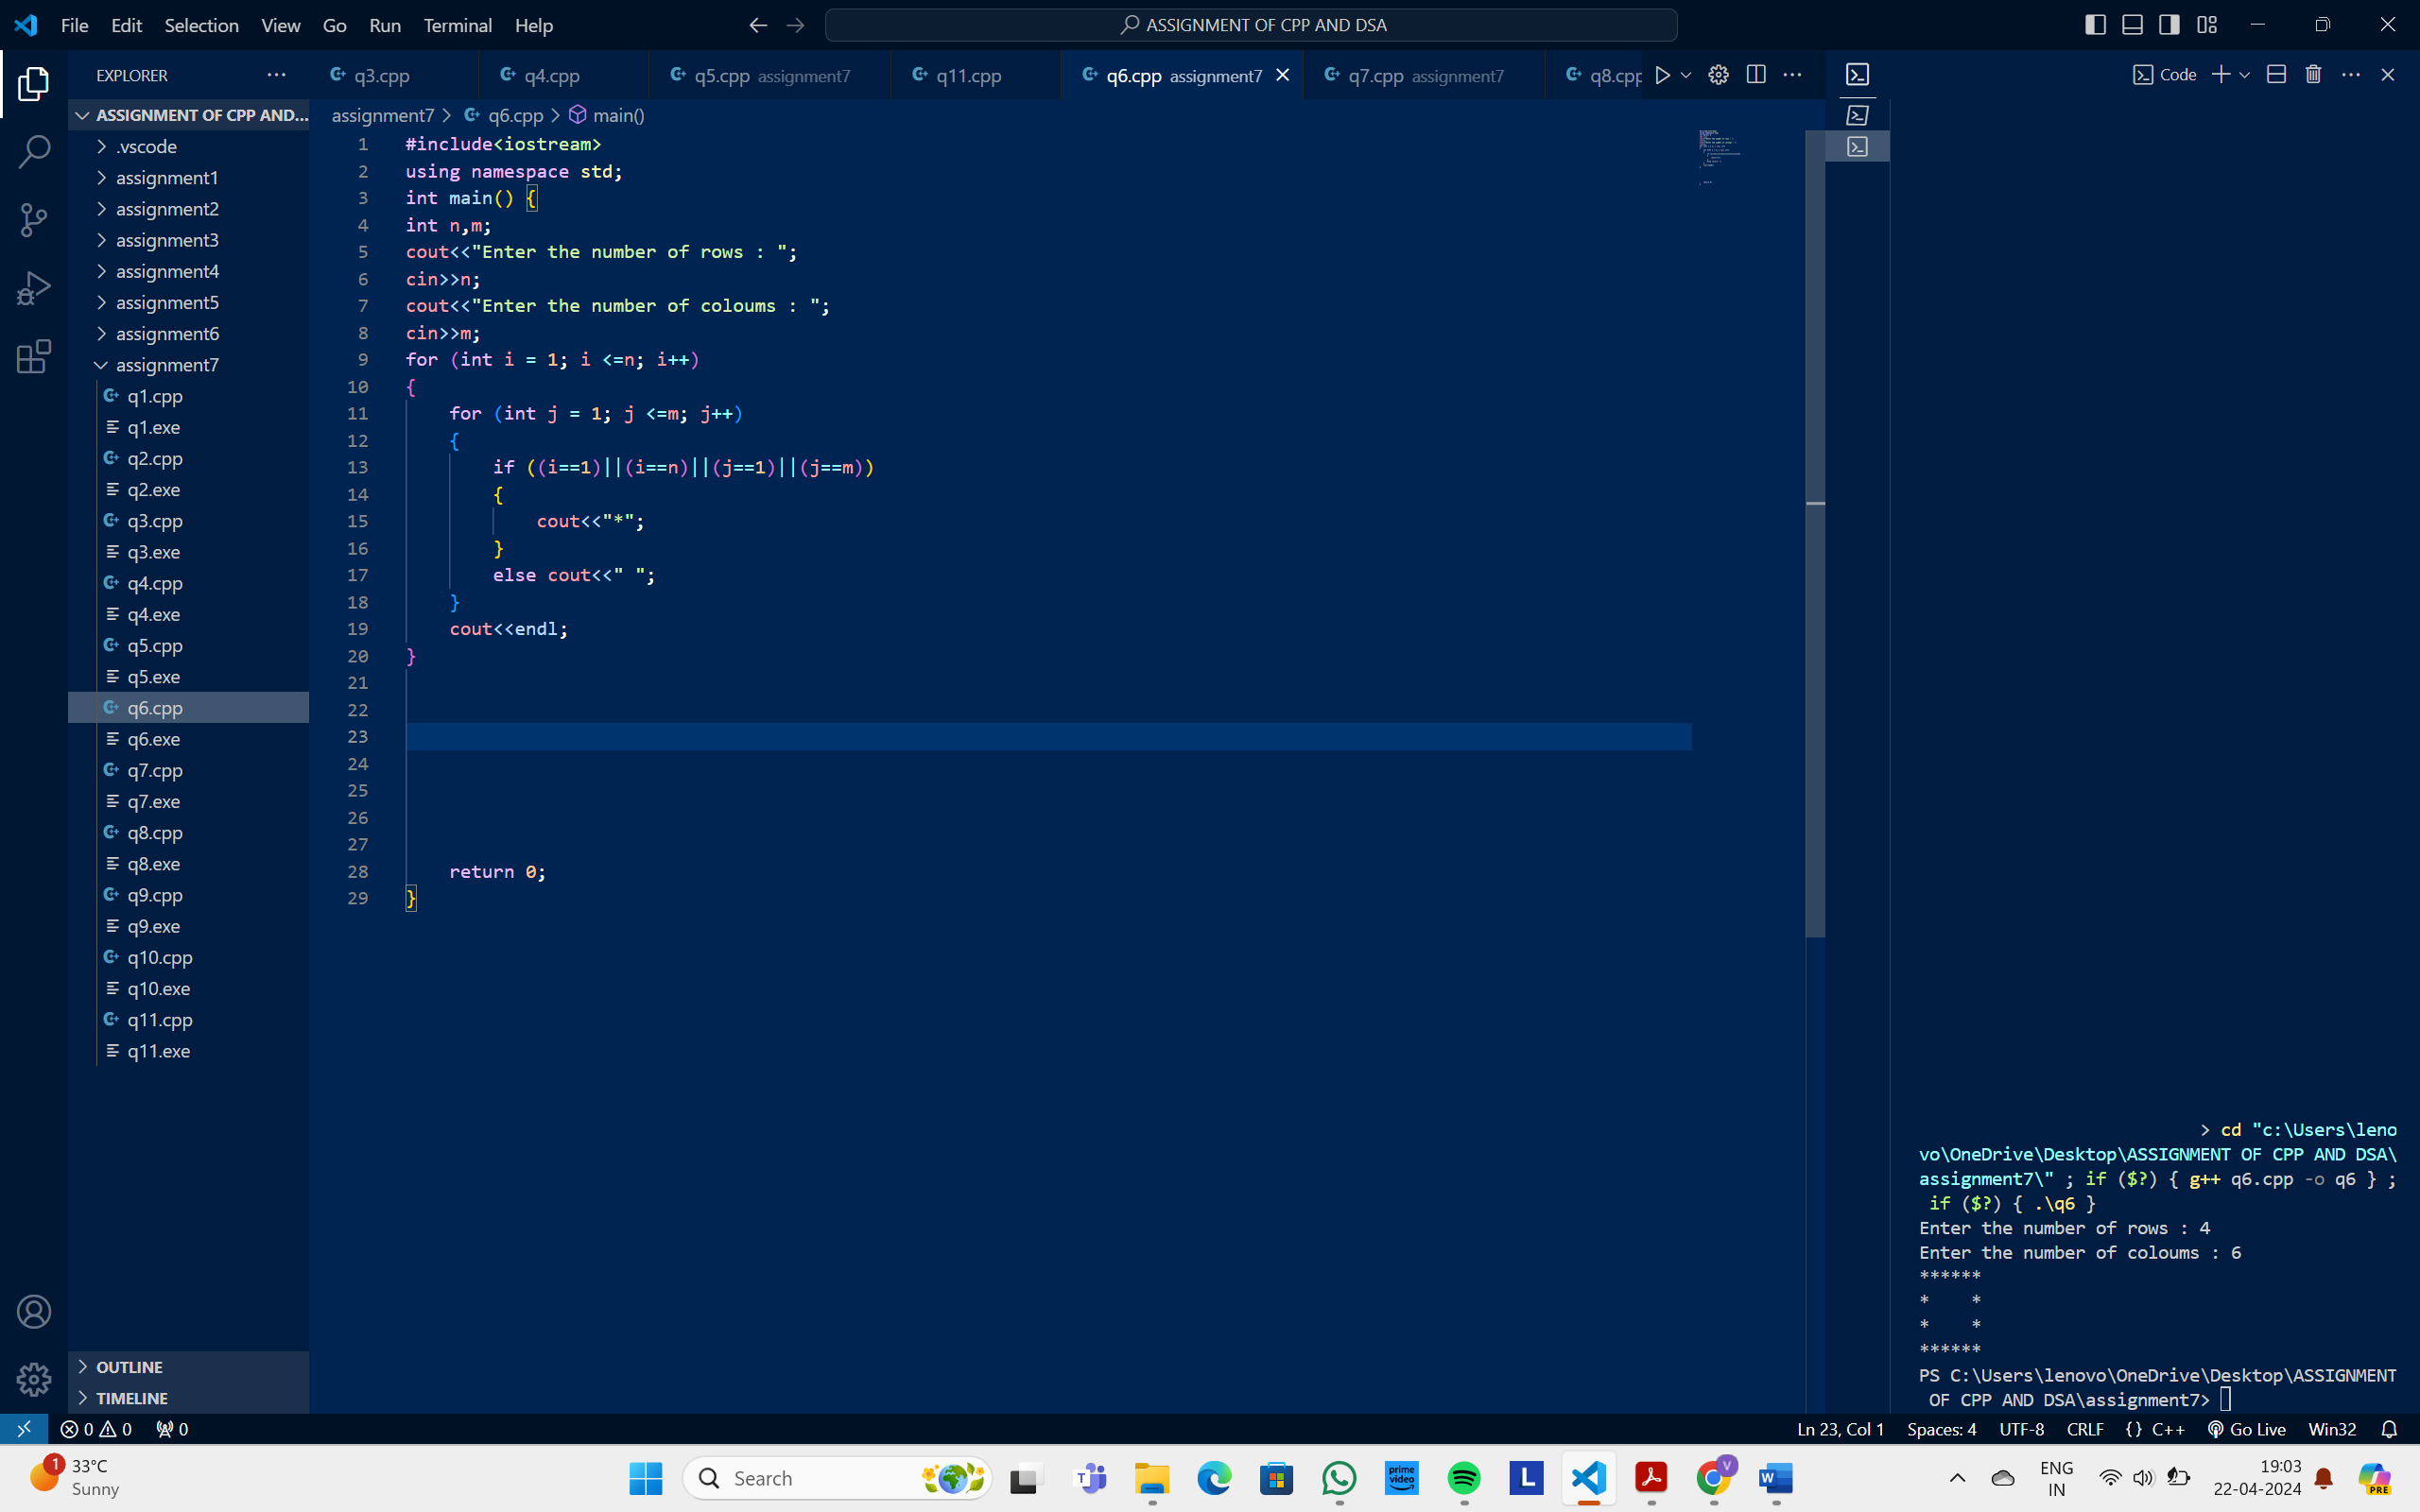 File Edit Selection View Go Run Terminal Help
ASSIGNMENT OF CPP AND DSA
EXPLORER
q3.cpp
q4.cpp
q5.cpp assignment7
q11.cpp
q6.cpp assignment7
q7.cpp assignment7
q8.cpp
Code
ASSIGNMENT OF CPP AND...
.vscode
assignment1
assignment2
assignment3
assignment4
assignment5
assignment6
assignment7
q1.cpp
q1.exe
q2.cpp
q2.exe
q3.cpp
q3.exe
q4.cpp
q4.exe
q5.cpp
q5.exe
q6.cpp
q6.exe
q7.cpp
q7.exe
q8.cpp
q8.exe
q9.cpp
q9.exe
q10.cpp
q10.exe
q11.cpp
q11.exe
OUTLINE
TIMELINE
assignment7 > q6.cpp > main()
1 #include<iostream>
2 using namespace std;
3 int main() {
4 int n,m;
5 cout<<"Enter the number of rows : ";
6 cin>>n;
7 cout<<"Enter the number of coloums : ";
8 cin>>m;
9 for (int i = 1; i <=n; i++)
10 {
11     for (int j = 1; j <=m; j++)
12     {
13         if ((i==1)||(i==n)||(j==1)||(j==m))
14         {
15             cout<<"*";
16         }
17         else cout<<" ";
18     }
19     cout<<endl;
20 }
21
22
23
24
25
26
27
28     return 0;
29 }
> cd "c:\Users\leno
vo\OneDrive\Desktop\ASSIGNMENT OF CPP AND DSA\
assignment7\" ; if ($?) { g++ q6.cpp -o q6 } ;
if ($?) { .\q6 }
Enter the number of rows : 4
Enter the number of coloums : 6
******
*    *
*    *
******
PS C:\Users\lenovo\OneDrive\Desktop\ASSIGNMENT
OF CPP AND DSA\assignment7>
0 0 0
Ln 23, Col 1 Spaces: 4 UTF-8 CRLF {} C++ Go Live Win32
1
33°C
Sunny
Search
T
prime video
L
V
W
ENG
IN
19:03
22-04-2024
PRE